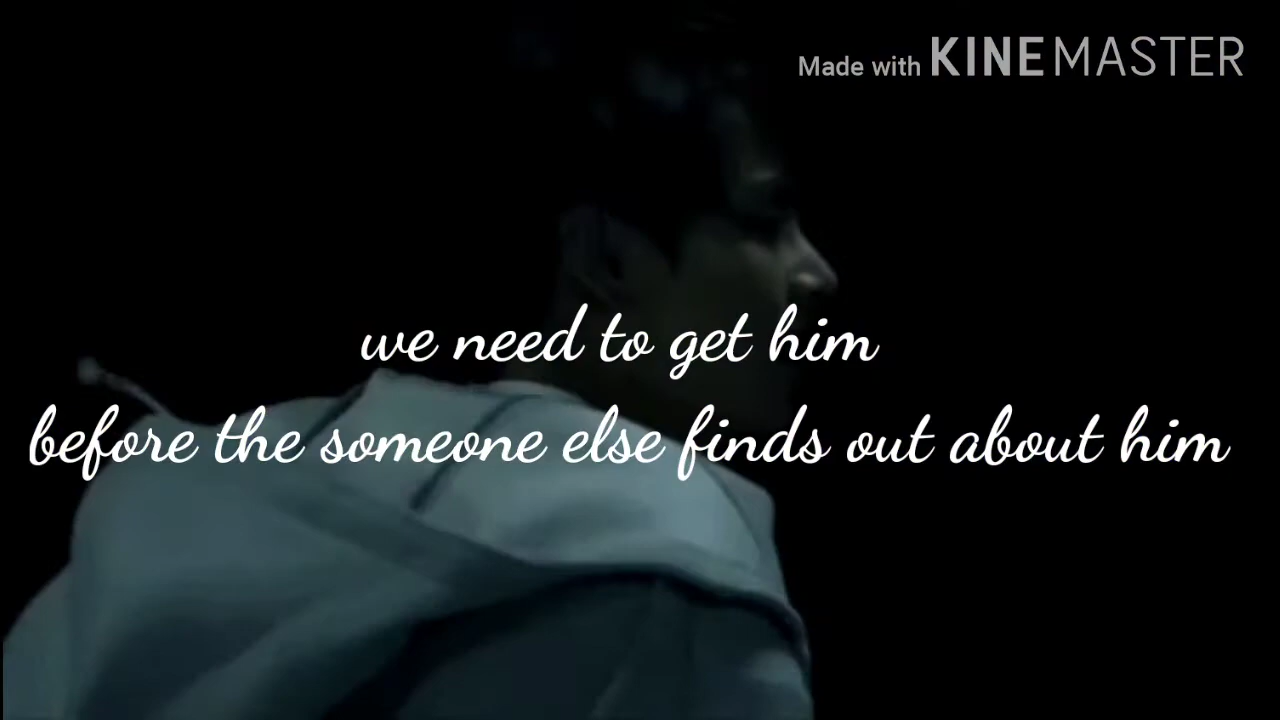 Made with KINEMASTER
we need to get him
before the someone else finds out about him